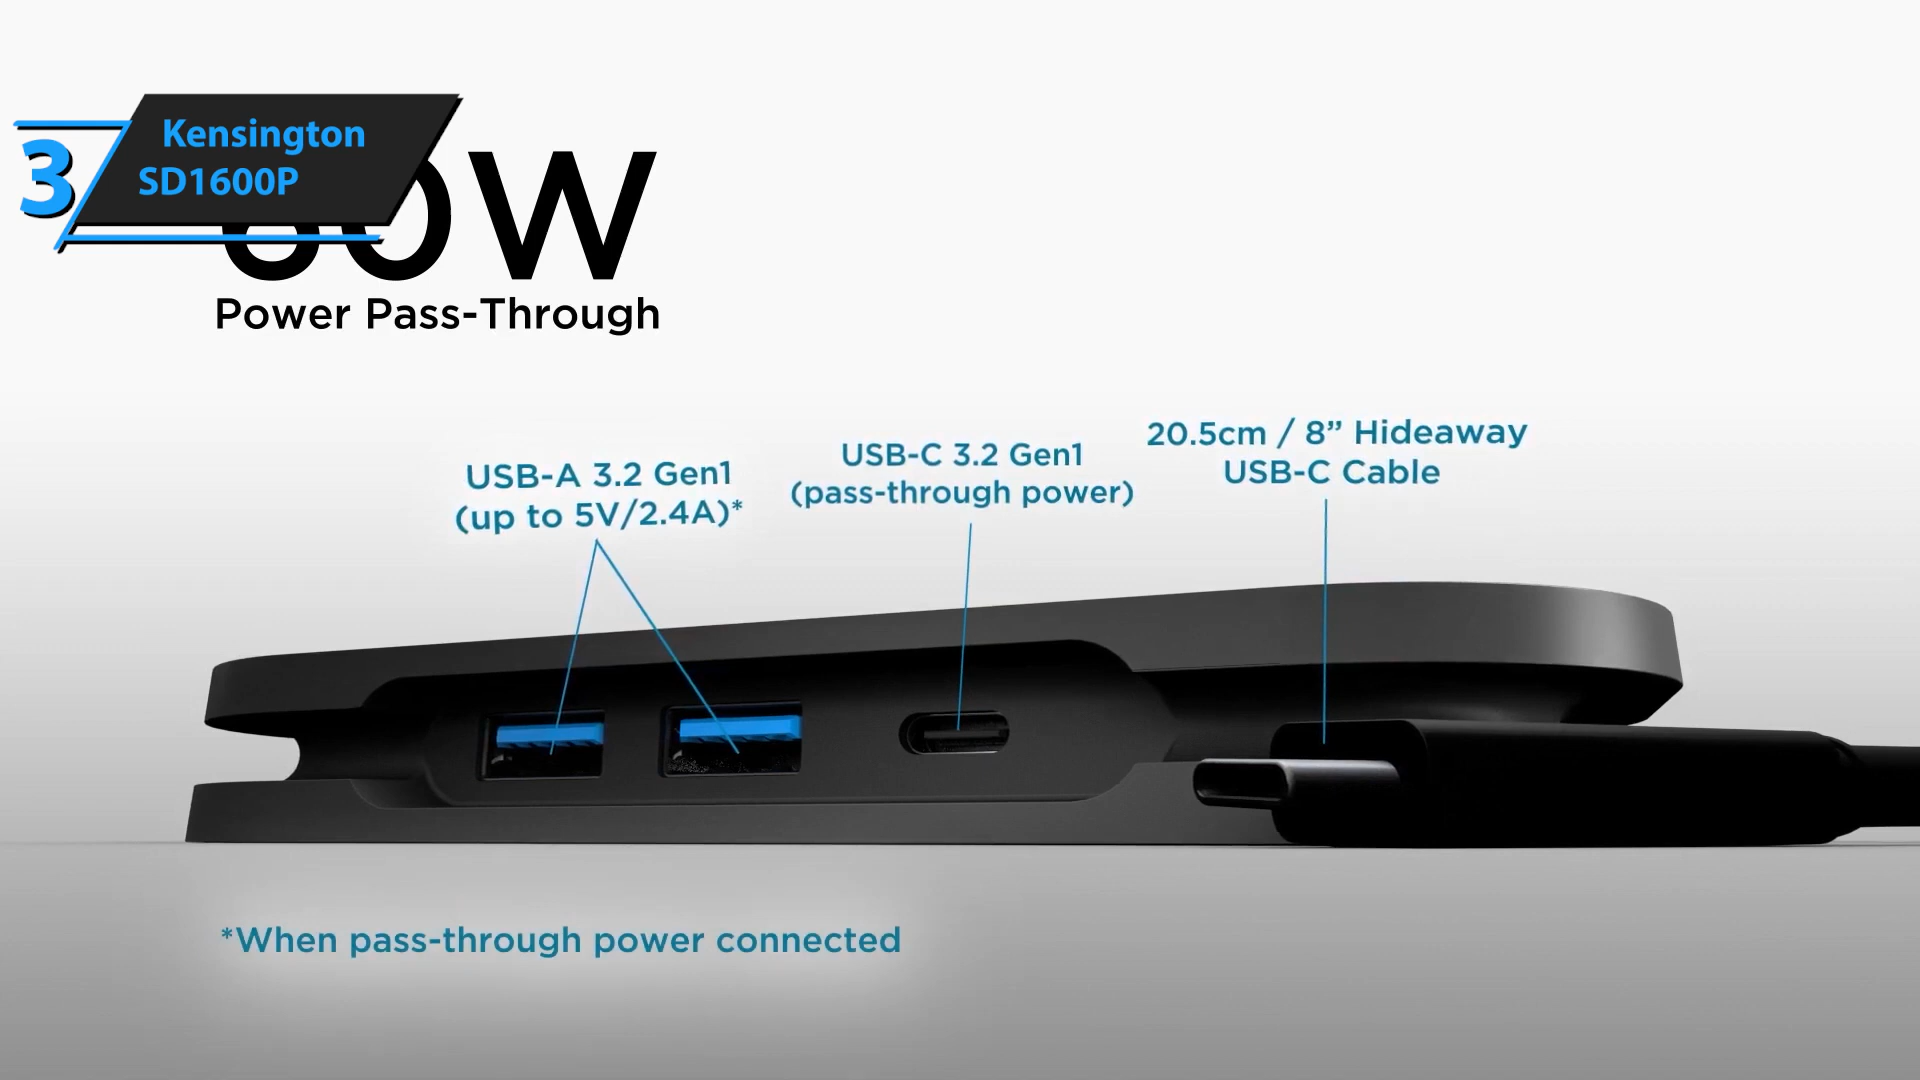 3
Kensington
SD1600P
Power Pass-Through
USB-A 3.2 Gen1
(up to 5V/2.4A)*
USB-C 3.2 Gen1
(pass-through power)
20.5cm / 8” Hideaway
USB-C Cable
*When pass-through power connected